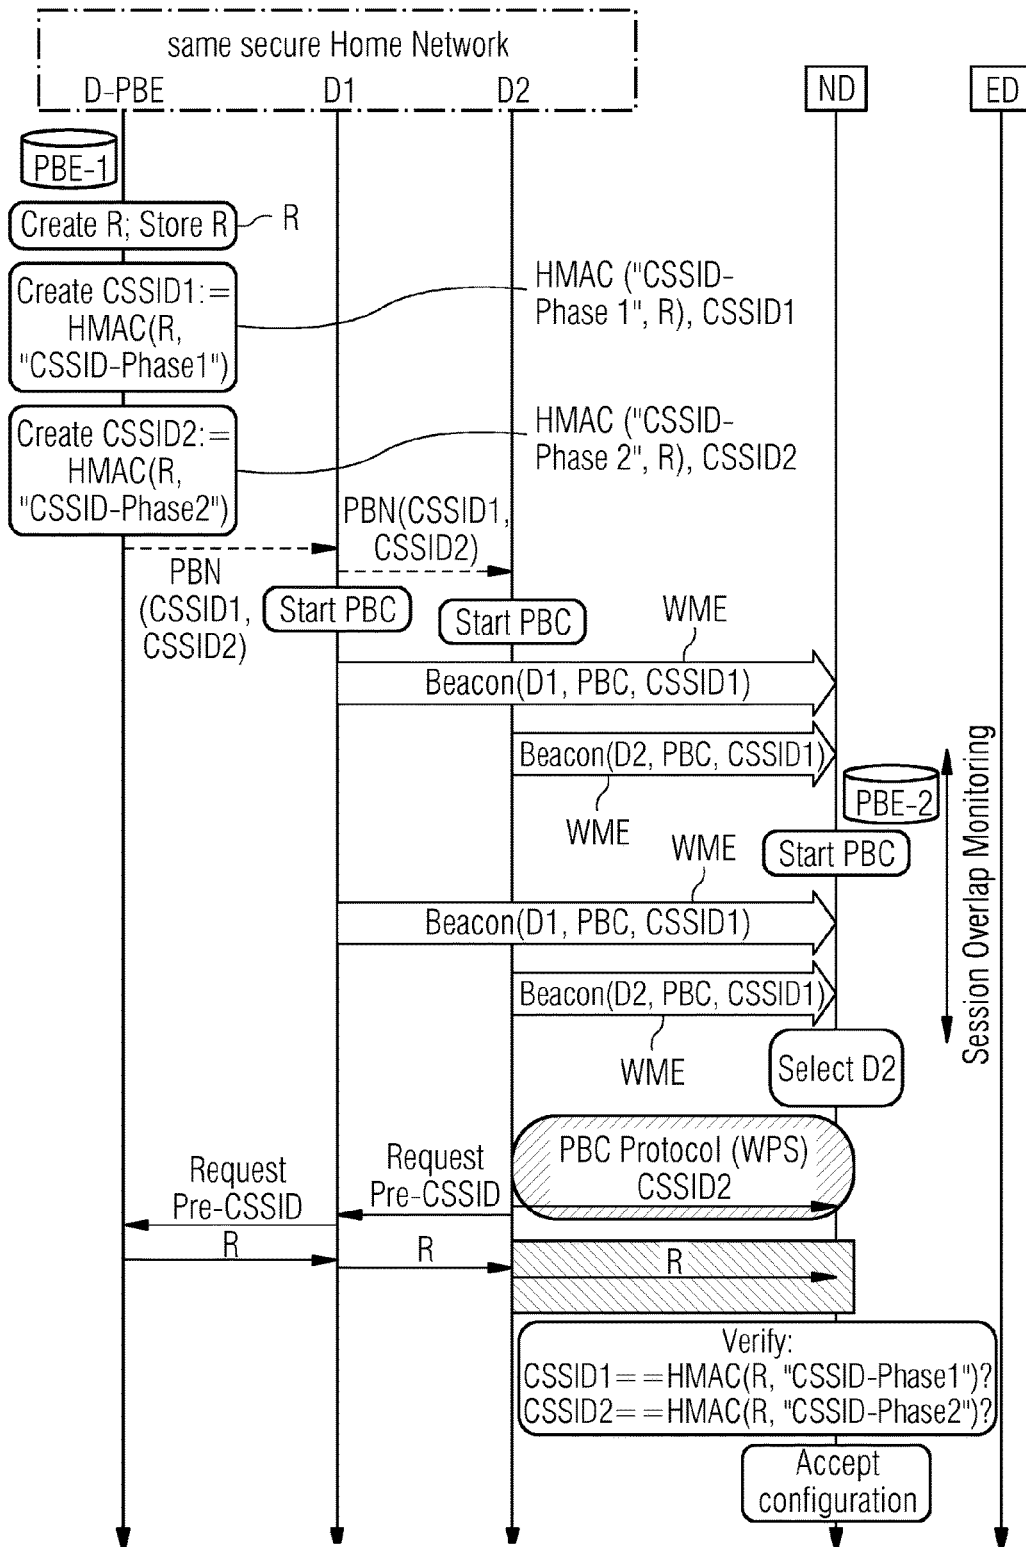 same secure Home Network
D-PBE
D1
D2
ND
ED
PBE-1
Create R; Store R
R
Create CSSID1:=
HMAC(R,
"CSSID-Phase1")
HMAC ("CSSID-
Phase 1", R), CSSID1
Create CSSID2:=
HMAC(R,
"CSSID-Phase2")
HMAC ("CSSID-
Phase 2", R), CSSID2
PBN(CSSID1,
CSSID2)
PBN
(CSSID1,
CSSID2)
Start PBC
Start PBC
WME
Beacon(D1, PBC, CSSID1)
Beacon(D2, PBC, CSSID1)
WME
PBE-2
Session Overlap Monitoring
Start PBC
WME
Beacon(D1, PBC, CSSID1)
Beacon(D2, PBC, CSSID1)
WME
Select D2
PBC Protocol (WPS)
CSSID2
Request
Pre-CSSID
Request
Pre-CSSID
R
R
R
Verify:
CSSID1==HMAC(R, "CSSID-Phase1")?
CSSID2==HMAC(R, "CSSID-Phase2")?
Accept
configuration